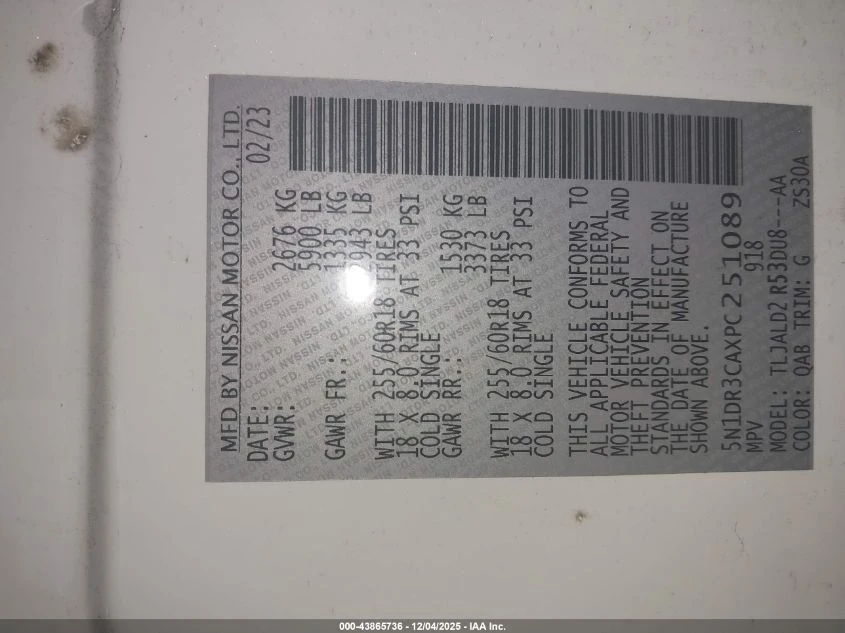 MFD BY NISSAN MOTOR CO., LTD.
DATE: 02/23
GVWR: 2676 KG
5900 LB
GAWR FR.: 1335 KG
2943 LB
WITH 255/60R18 TIRES
18 X 8.0 RIMS AT 33 PSI
COLD SINGLE
GAWR RR.: 1530 KG
3373 LB
WITH 255/60R18 TIRES
18 X 8.0 RIMS AT 33 PSI
COLD SINGLE
THIS VEHICLE CONFORMS TO
ALL APPLICABLE FEDERAL
MOTOR VEHICLE SAFETY AND
THEFT PREVENTION
STANDARDS IN EFFECT ON
THE DATE OF MANUFACTURE
SHOWN ABOVE.
5N1DR3CAXPC251089
MPV 918
MODEL: TLJALD2 R53DU8---AA
COLOR: QAB TRIM: G ZS30A
000-43865736 - 12/04/2025 - IAA Inc.